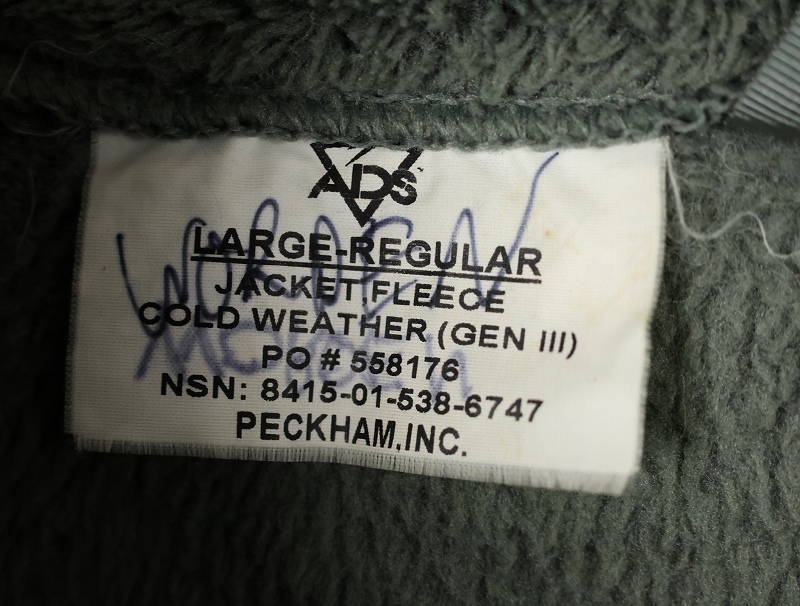 ADS
LARGE-REGULAR
JACKET,FLEECE
COLD WEATHER (GEN III)
PO # 558176
NSN: 8415-01-538-6747
PECKHAM,INC.